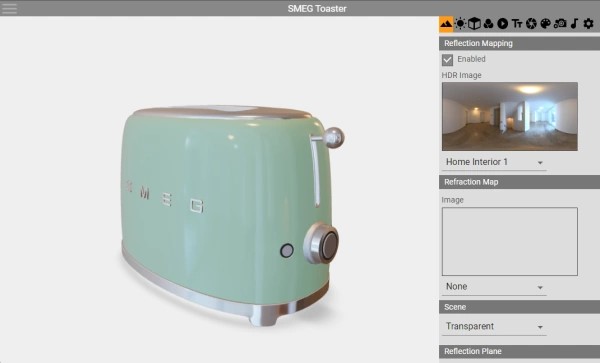 SMEG Toaster
Reflection Mapping
Enabled
HDR Image
Home Interior 1
Refraction Map
Image
None
Scene
Transparent
Reflection Plane
SMEG